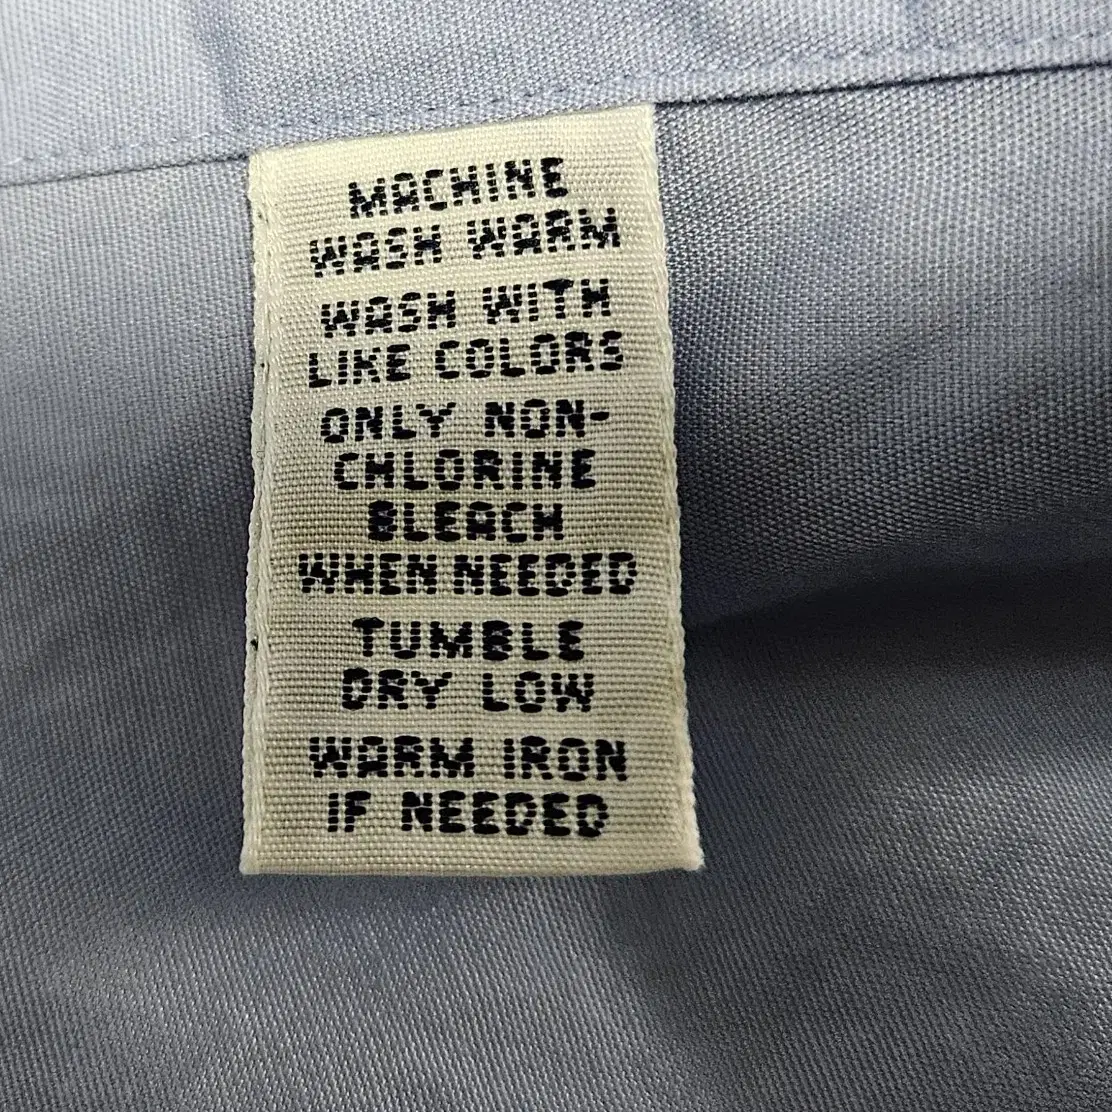 MACHINE
WASH WARM
WASH WITH
LIKE COLORS
ONLY NON-
CHLORINE
BLEACH
WHEN NEEDED
TUMBLE
DRY LOW
WARM IRON
IF NEEDED